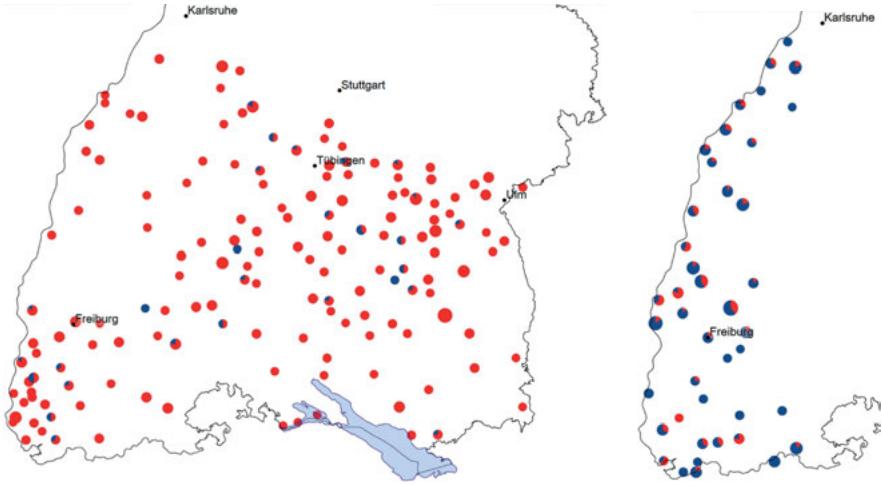 Karlsruhe
Stuttgart
Tübingen
Ulm
Freiburg
Karlsruhe
Freiburg